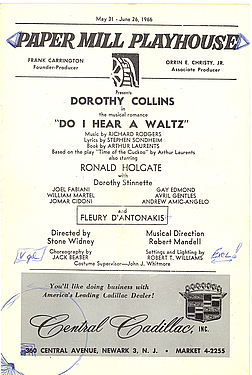 May 31 - June 26, 1966
PAPER MILL PLAYHOUSE
FRANK CARRINGTON
Founder-Producer
ORRIN E. CHRISTY, JR.
Associate Producer
Presents
DOROTHY COLLINS
in
the musical romance
"DO I HEAR A WALTZ"
Music by RICHARD RODGERS
Lyrics by STEPHEN SONDHEIM
Book by ARTHUR LAURENTS
Based on the play "Time of the Cuckoo" by Arthur Laurents
also starring
RONALD HOLGATE
with
Dorothy Stinnette
JOEL FABIANI
GAY EDMOND
WILLIAM MARTEL
AVRIL GENTLES
JOMAR CIDONI
ANDREW AMIC-ANGELO
and
FLEURY D'ANTONAKIS
Directed by
Stone Widney
Musical Direction
Robert Mandell
Choreography by
JACK BEABER
Setting and Lighting by
ROBERT T. WILLIAMS
Costume Supervisor—John J. Whitmore
You'll like doing business with
America's Leading Cadillac Dealer!
Central Cadillac, INC.
360 CENTRAL AVENUE, NEWARK 3, N. J. • MARKET 4-2255